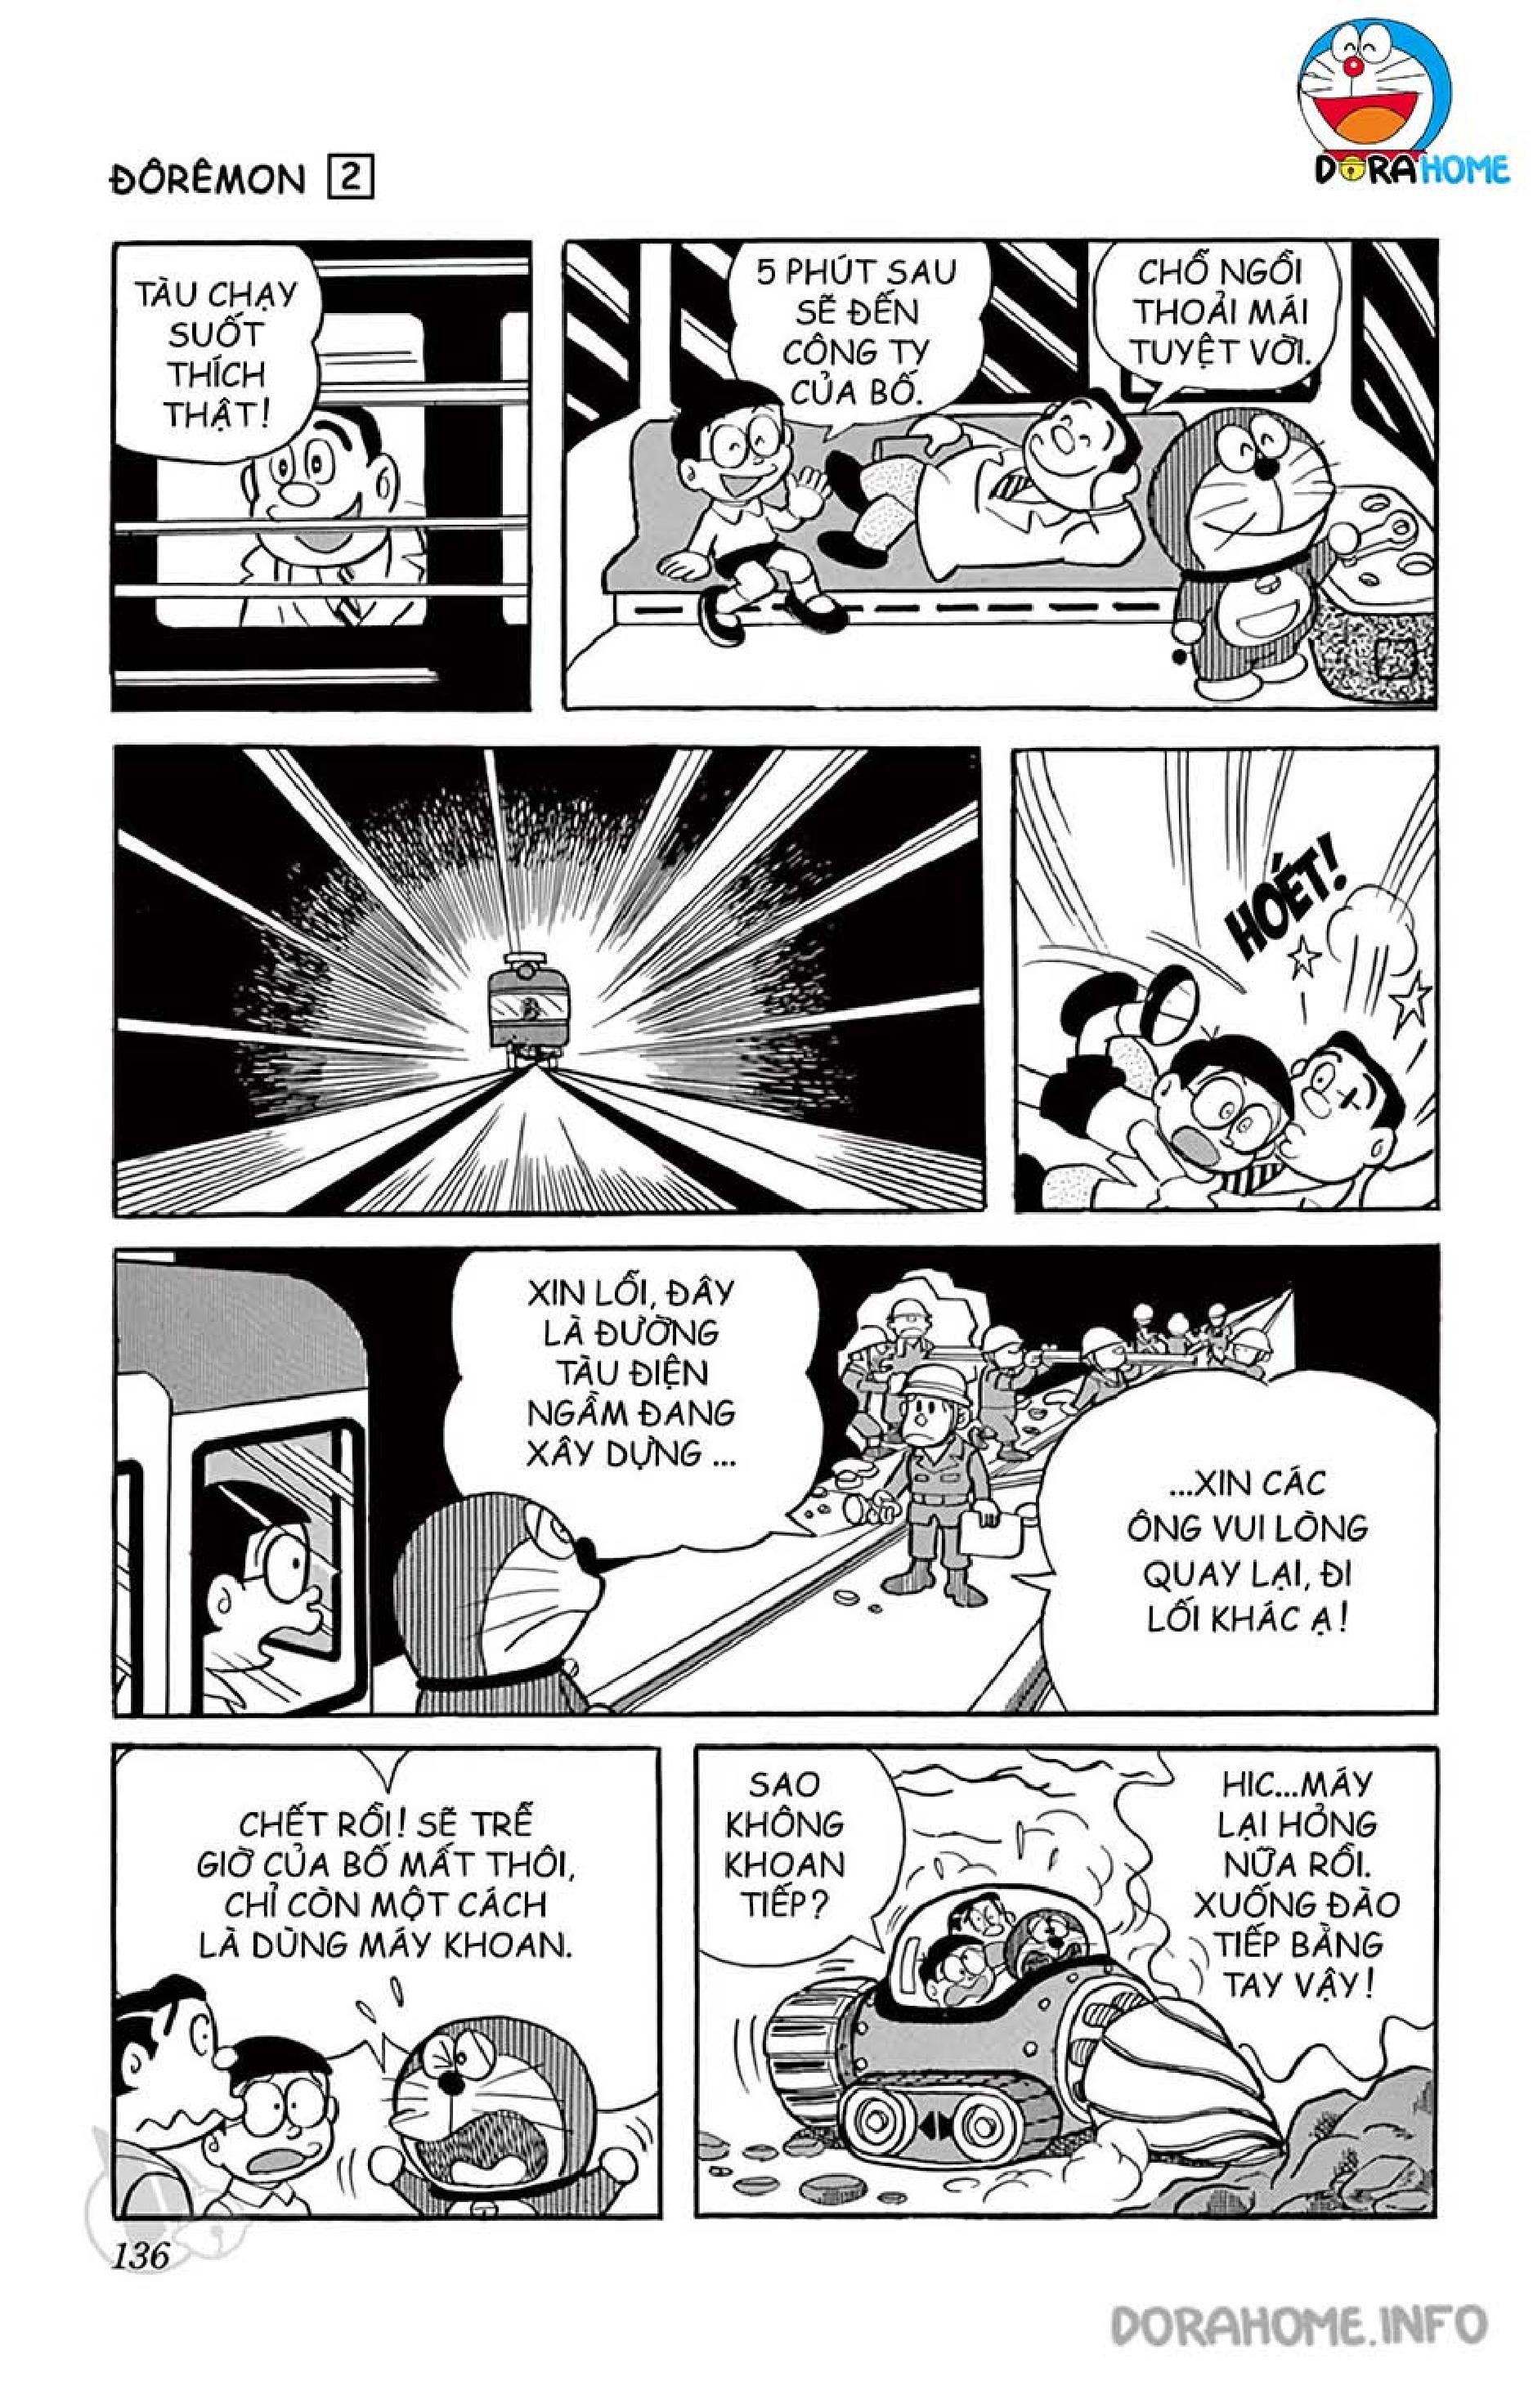 DORAHOME
ĐÔRÊMON 2
TÀU CHẠY
SUỐT
THÍCH
THẬT!
5 PHÚT SAU
SẼ ĐẾN
CÔNG TY
CỦA BỐ.
CHỖ NGỒI
THOẢI MÁI
TUYỆT VỜI.
HOÉT!
XIN LỖI, ĐÂY
LÀ ĐƯỜNG
TÀU ĐIỆN
NGẦM ĐANG
XÂY DỰNG ...
...XIN CÁC
ÔNG VUI LÒNG
QUAY LẠI, ĐI
LỐI KHÁC Ạ!
CHẾT RỒI! SẼ TRỄ
GIỜ CỦA BỐ MẤT THÔI,
CHỈ CÒN MỘT CÁCH
LÀ DÙNG MÁY KHOAN.
SAO
KHÔNG
KHOAN
TIẾP?
HIC...MÁY
LẠI HỎNG
NỮA RỒI.
XUỐNG ĐÀO
TIẾP BẰNG
TAY VẬY!
136
DORAHOME.INFO